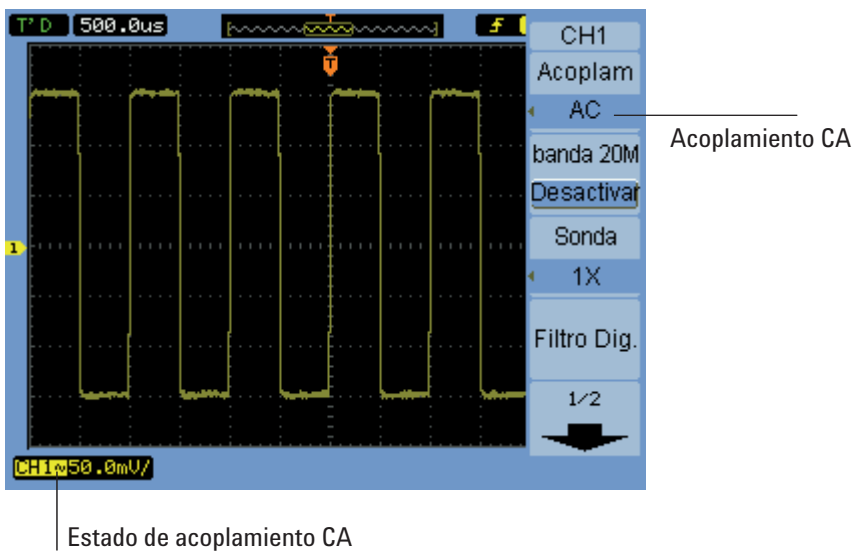 T’D 500.0us
T
CH1
T
Acoplam
AC
Acoplamiento CA
banda 20M
Desactivar
1
Sonda
1X
Filtro Dig.
1/2
CH1~50.0mV/
Estado de acoplamiento CA